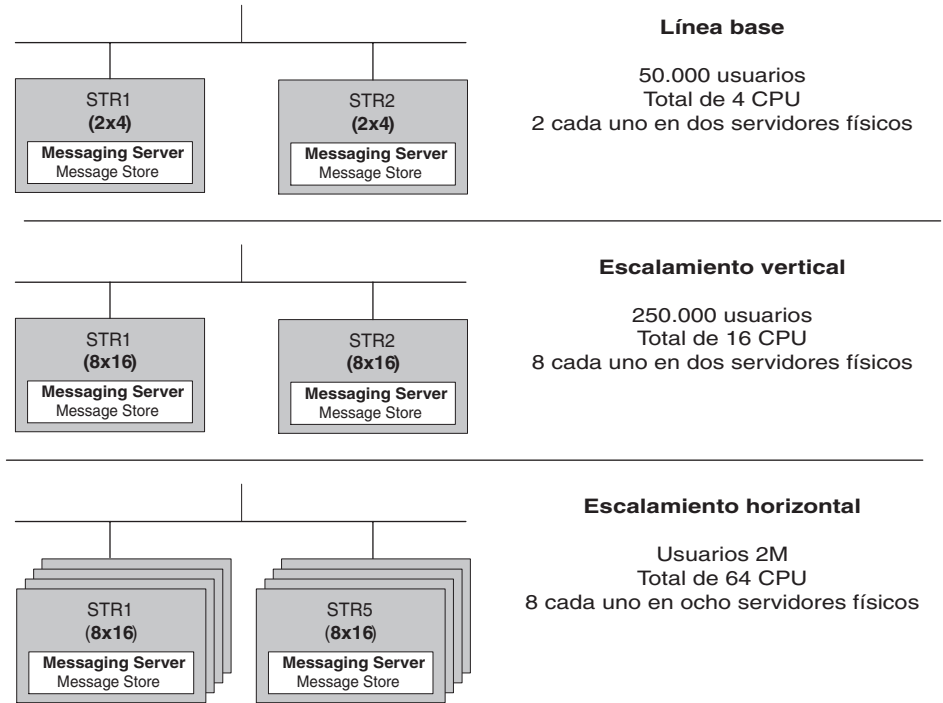 Línea base
50.000 usuarios
Total de 4 CPU
2 cada uno en dos servidores físicos
STR1
(2x4)
Messaging Server
Message Store
STR2
(2x4)
Messaging Server
Message Store
Escalamiento vertical
250.000 usuarios
Total de 16 CPU
8 cada uno en dos servidores físicos
STR1
(8x16)
Messaging Server
Message Store
STR2
(8x16)
Messaging Server
Message Store
Escalamiento horizontal
Usuarios 2M
Total de 64 CPU
8 cada uno en ocho servidores físicos
STR1
(8x16)
Messaging Server
Message Store
STR5
(8x16)
Messaging Server
Message Store